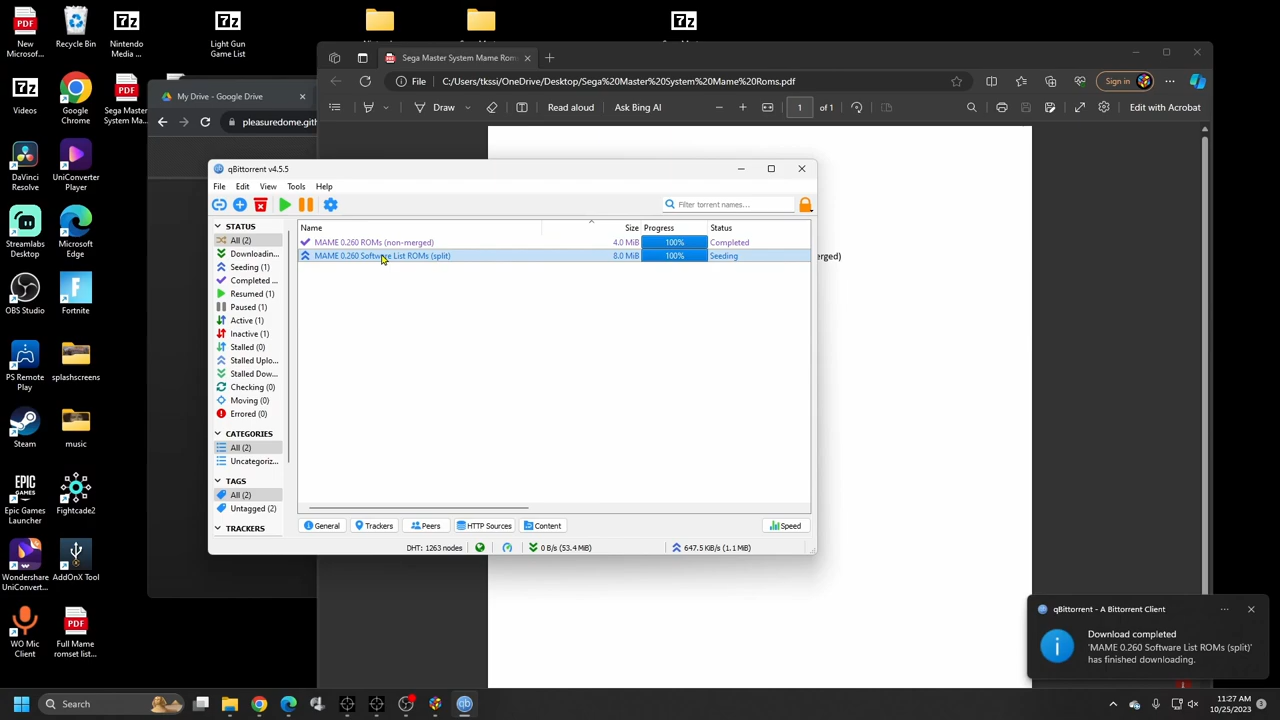 New Microsof...
Recycle Bin
Nintendo Media ...
Light Gun Game List
Videos
Google Chrome
Sega Master System Ma...
DaVinci Resolve
UniConverter Player
Streamlabs Desktop
Microsoft Edge
OBS Studio
Fortnite
PS Remote Play
splashscreens
Steam
music
Epic Games Launcher
Fightcade2
Wondershare UniConvert...
AddOnX Tool
WO Mic Client
Full Mame romset list...
My Drive - Google Drive
pleasuredome.gith
Sega Master System Mame Rom
File
C:/Users/tkssi/OneDrive/Desktop/Sega%20Master%20System%20Mame%20Roms.pdf
Sign in
Draw
Read aloud
Ask Bing AI
1 of 1
Edit with Acrobat
erged)
qBittorrent v4.5.5
File Edit View Tools Help
Filter torrent names...
STATUS
All (2)
Downloadin...
Seeding (1)
Completed ...
Resumed (1)
Paused (1)
Active (1)
Inactive (1)
Stalled (0)
Stalled Uplo...
Stalled Dow...
Checking (0)
Moving (0)
Errored (0)
CATEGORIES
All (2)
Uncategoriz...
TAGS
All (2)
Untagged (2)
TRACKERS
Name Size Progress Status
MAME 0.260 ROMs (non-merged) 4.0 MiB 100% Completed
MAME 0.260 Software List ROMs (split) 8.0 MiB 100% Seeding
General Trackers Peers HTTP Sources Content Speed
DHT: 1263 nodes 0 B/s (53.4 MiB) 647.5 KiB/s (1.1 MiB)
qBittorrent - A Bittorrent Client
Download completed
'MAME 0.260 Software List ROMs (split)'
has finished downloading.
Search
11:27 AM
10/25/2023